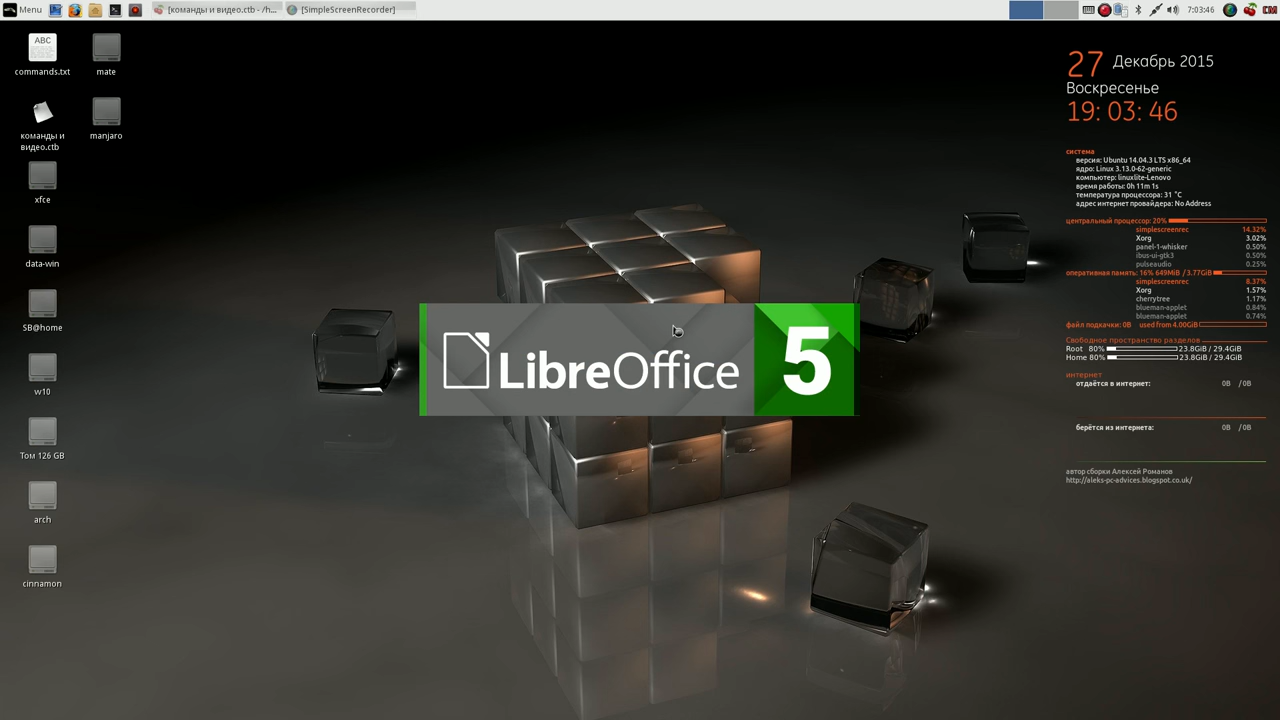 Menu
[команды и видео.ctb - /h...
[SimpleScreenRecorder]
7:03:46
ABC
commands.txt
mate
команды и
видео.ctb
manjaro
xfce
data-win
SB@home
w10
Том 126 GB
arch
cinnamon
LibreOffice 5
27 Декабрь 2015
Воскресенье
19: 03: 46
система
версия: Ubuntu 14.04.3 LTS x86_64
ядро: Linux 3.13.0-62-generic
компьютер: linuxlite-Lenovo
время работы: 0h 11m 1s
температура процессора: 31 °C
адрес интернет провайдера: No Address
центральный процессор: 20%
simplescreenrec 14.32%
Xorg 3.02%
panel-1-whisker 0.50%
ibus-ui-gtk3 0.50%
pulseaudio 0.25%
оперативная память: 16% 649MiB / 3.77GiB
simplescreenrec 8.37%
Xorg 1.57%
cherrytree 1.17%
blueman-applet 0.84%
blueman-applet 0.74%
файл подкачки: 0B used from 4.00GiB
Свободное пространство разделов
Root 80% 23.8GiB / 29.4GiB
Home 80% 23.8GiB / 29.4GiB
интернет
отдаётся в интернет: 0B /0B
берётся из интернета: 0B /0B
автор сборки Алексей Романов
http://aleks-pc-advices.blogspot.co.uk/